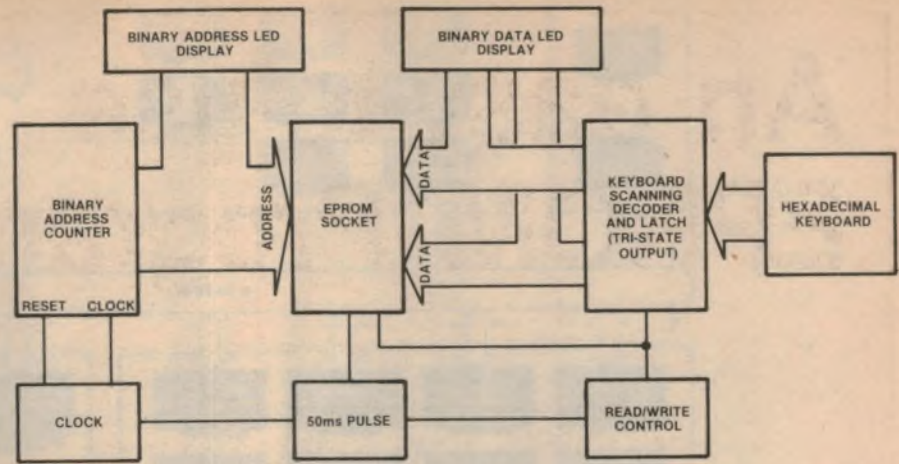 BINARY ADDRESS LED
DISPLAY
BINARY DATA LED
DISPLAY
BINARY
ADDRESS
COUNTER
RESET CLOCK
ADDRESS
EPROM
SOCKET
DATA
DATA
KEYBOARD
SCANNING
DECODER
AND LATCH
(TRI-STATE
OUTPUT)
HEXADECIMAL
KEYBOARD
CLOCK
50ms PULSE
READ/WRITE
CONTROL